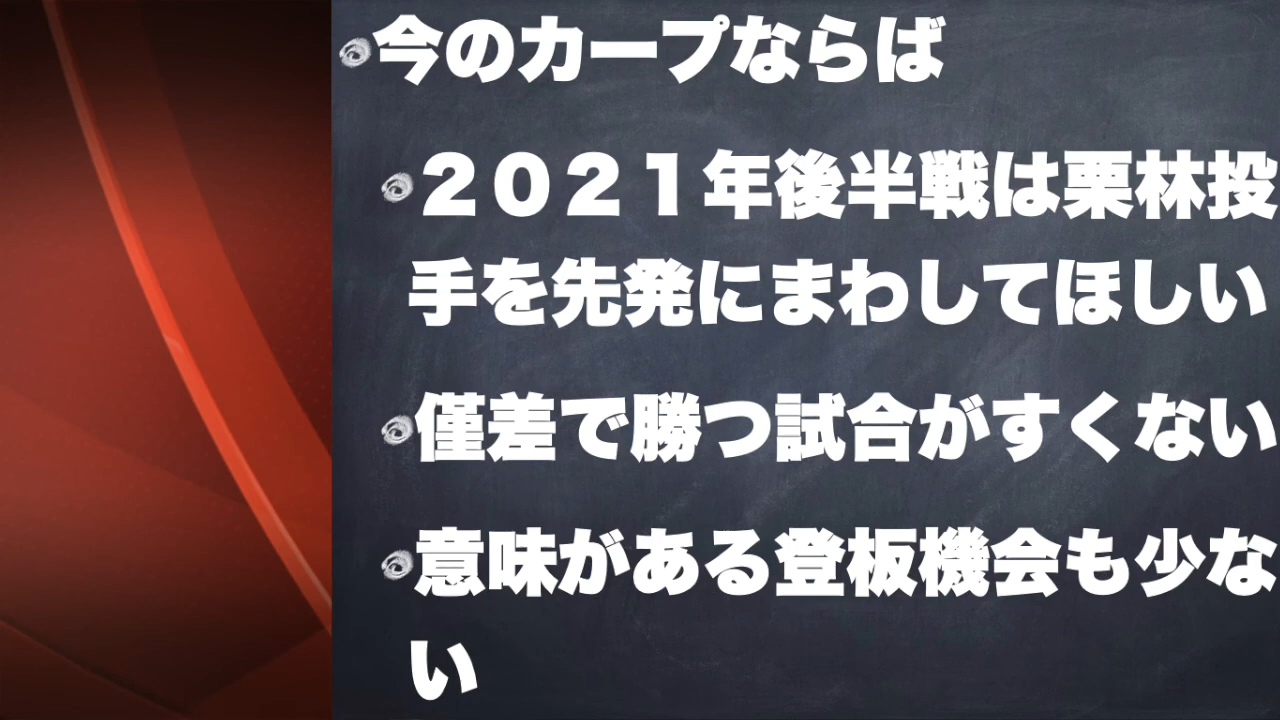 今のカープならば
２０２１年後半戦は栗林投
手を先発にまわしてほしい
僅差で勝つ試合がすくない
意味がある登板機会も少な
い